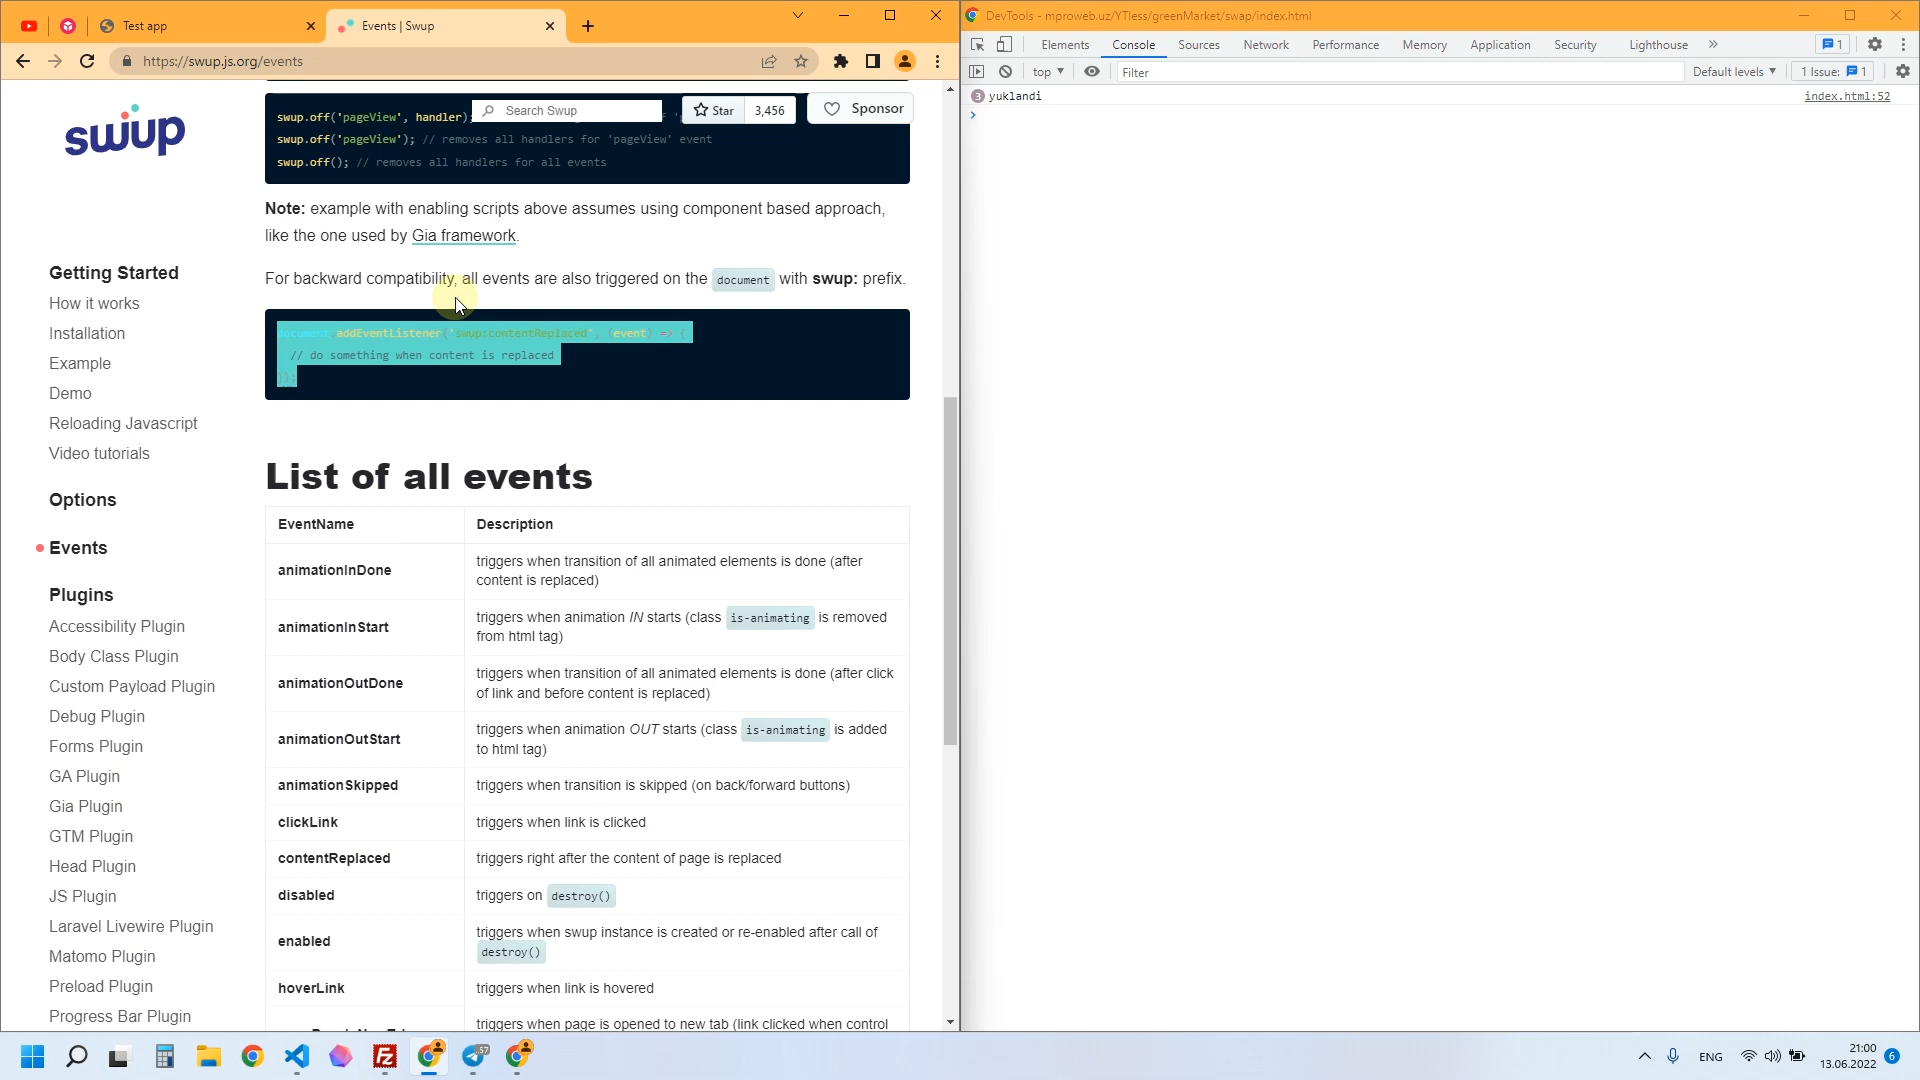 Test app
Events | Swup
https://swup.js.org/events
swup
Search Swup
Star
3,456
Sponsor
swup.off('pageView', handler);
swup.off('pageView'); // removes all handlers for 'pageView' event
swup.off(); // removes all handlers for all events
Note: example with enabling scripts above assumes using component based approach,
like the one used by Gia framework.
For backward compatibility, all events are also triggered on the document with swup: prefix.
document.addEventListener('swup:contentReplaced', (event) => {
// do something when content is replaced
});
Getting Started
How it works
Installation
Example
Demo
Reloading Javascript
Video tutorials
Options
Events
Plugins
Accessibility Plugin
Body Class Plugin
Custom Payload Plugin
Debug Plugin
Forms Plugin
GA Plugin
Gia Plugin
GTM Plugin
Head Plugin
JS Plugin
Laravel Livewire Plugin
Matomo Plugin
Preload Plugin
Progress Bar Plugin
List of all events
EventName
Description
animationInDone
triggers when transition of all animated elements is done (after
content is replaced)
animationInStart
triggers when animation IN starts (class is-animating is removed
from html tag)
animationOutDone
triggers when transition of all animated elements is done (after click
of link and before content is replaced)
animationOutStart
triggers when animation OUT starts (class is-animating is added
to html tag)
animationSkipped
triggers when transition is skipped (on back/forward buttons)
clickLink
triggers when link is clicked
contentReplaced
triggers right after the content of page is replaced
disabled
triggers on destroy()
enabled
triggers when swup instance is created or re-enabled after call of
destroy()
hoverLink
triggers when link is hovered
triggers when page is opened to new tab (link clicked when control
DevTools - mproweb.uz/YTless/greenMarket/swap/index.html
Elements
Console
Sources
Network
Performance
Memory
Application
Security
Lighthouse
1
top
Filter
Default levels
1 Issue: 1
3 yuklandi
index.html:52
57
ENG
21:00
13.06.2022
6